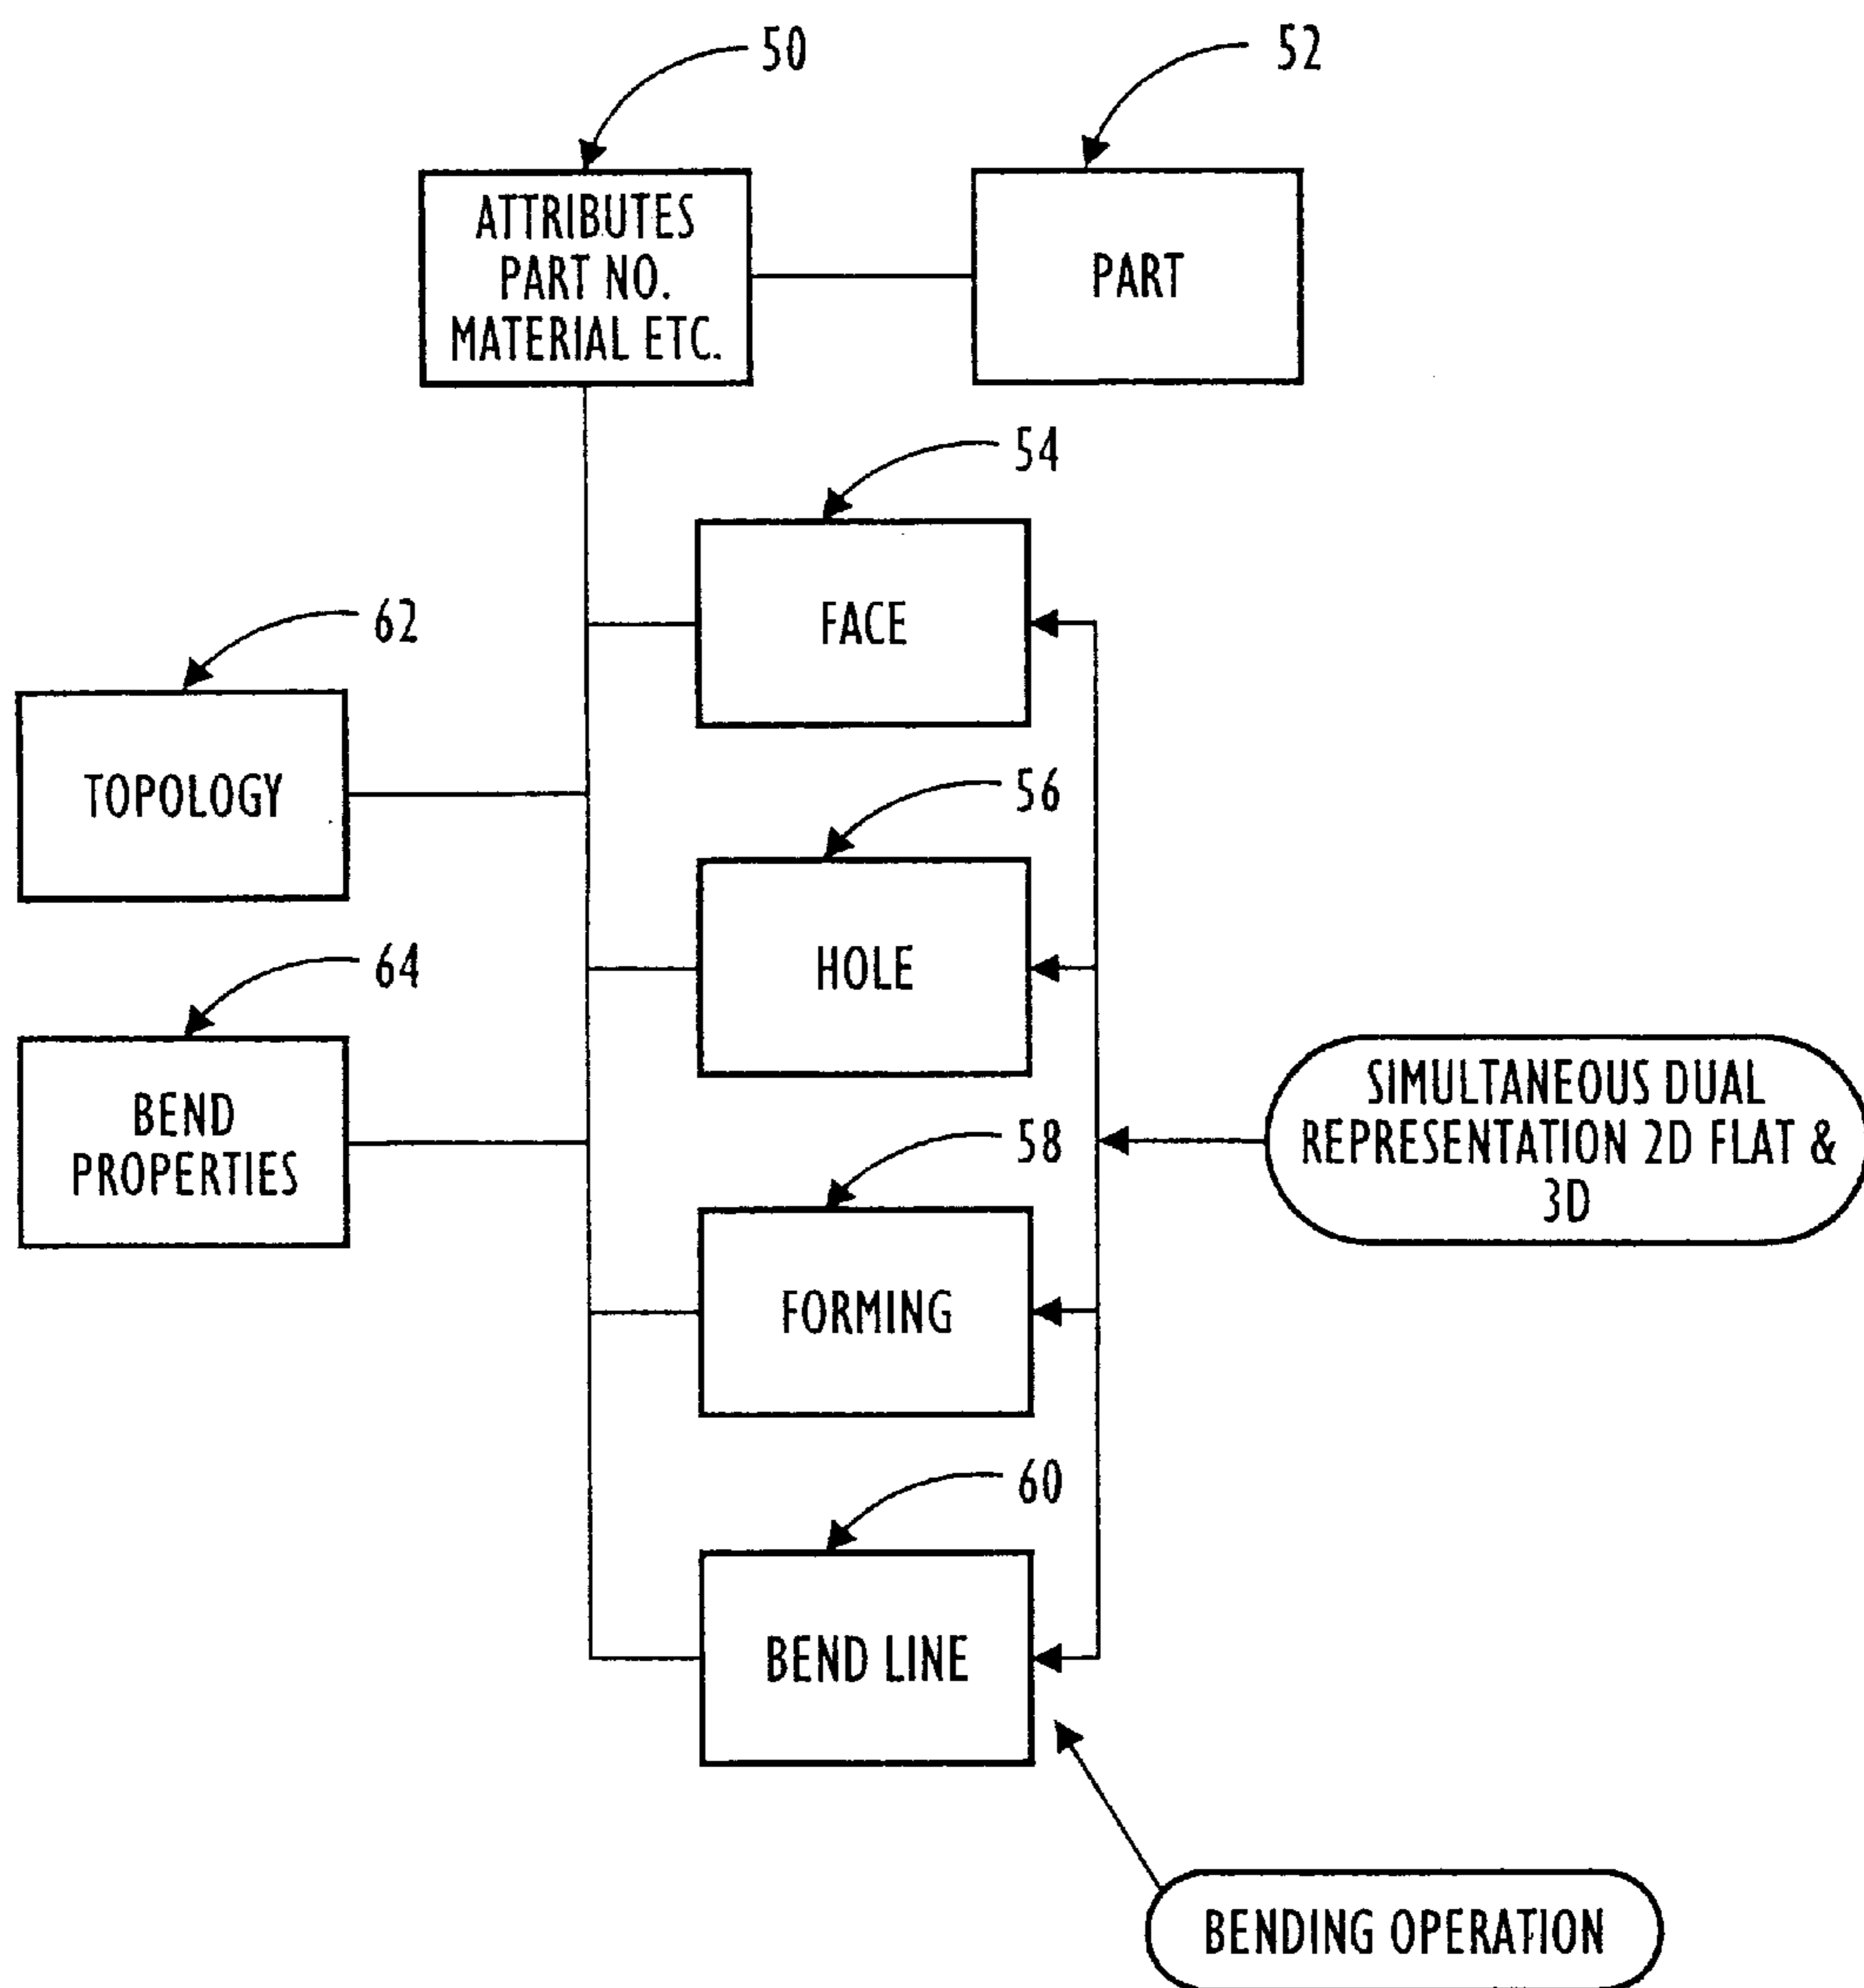 50
52
ATTRIBUTES
PART NO.
MATERIAL ETC.
PART
54
FACE
62
TOPOLOGY
56
HOLE
64
BEND
PROPERTIES
SIMULTANEOUS DUAL
REPRESENTATION 2D FLAT &
3D
58
FORMING
60
BEND LINE
BENDING OPERATION